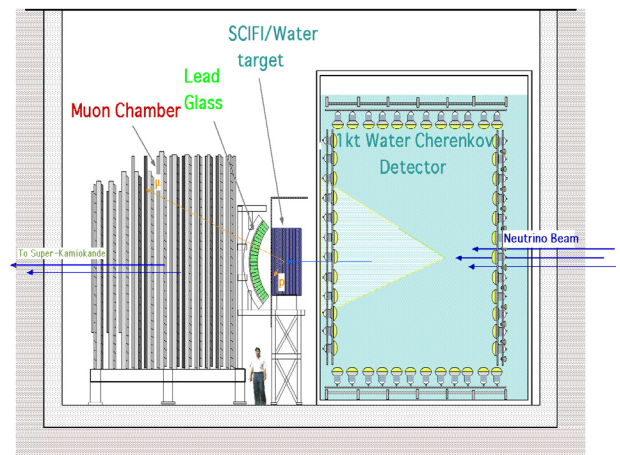 SCIFI/Water
target
Lead
Glass
Muon Chamber
1kt Water Cherenkov
Detector
μ
To Super-Kamiokande
Neutrino Beam
p